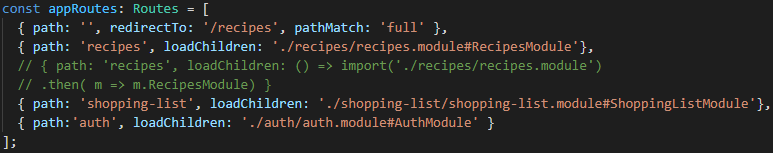 const appRoutes: Routes = [
{ path: '', redirectTo: '/recipes', pathMatch: 'full' },
{ path: 'recipes', loadChildren: './recipes/recipes.module#RecipesModule'},
// { path: 'recipes', loadChildren: () => import('./recipes/recipes.module')
// .then( m => m.RecipesModule) }
{ path: 'shopping-list', loadChildren: './shopping-list/shopping-list.module#ShoppingListModule'},
{ path:'auth', loadChildren: './auth/auth.module#AuthModule' }
];